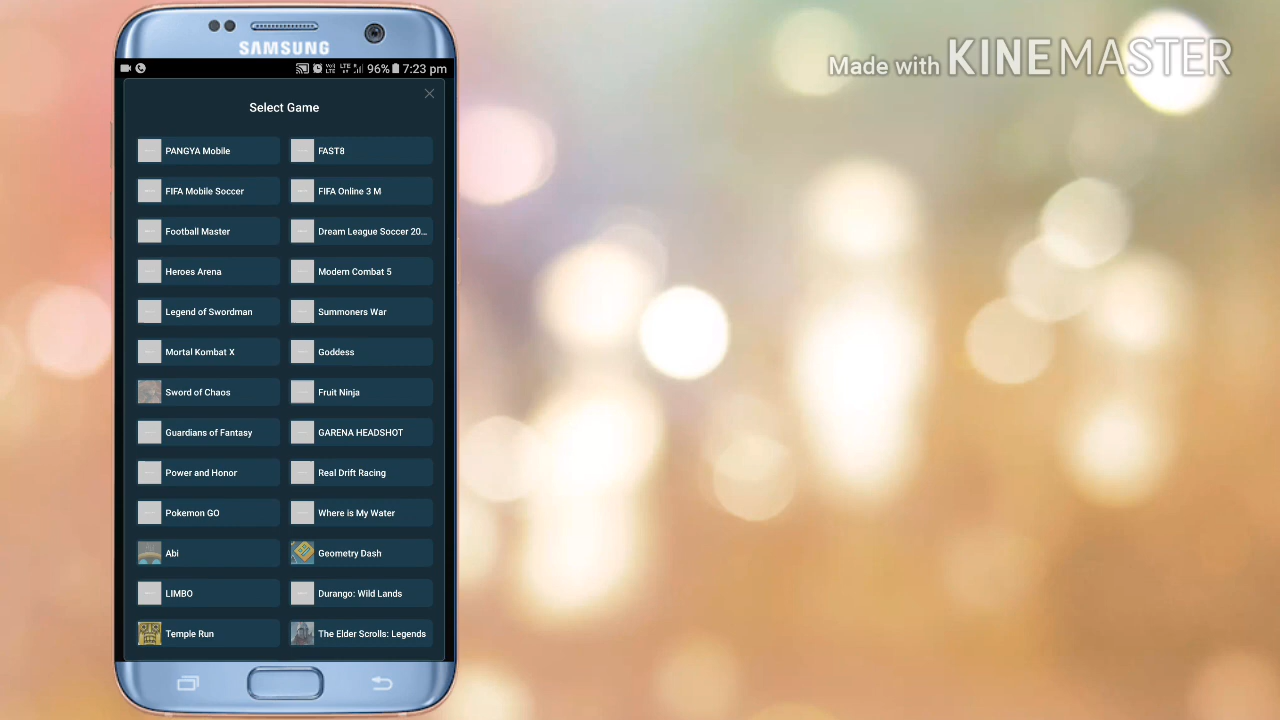 SAMSUNG
LTE 96% 7:23 pm
Select Game
PANGYA Mobile
FAST8
FIFA Mobile Soccer
FIFA Online 3 M
Football Master
Dream League Soccer 20...
Heroes Arena
Modern Combat 5
Legend of Swordman
Summoners War
Mortal Kombat X
Goddess
Sword of Chaos
Fruit Ninja
Guardians of Fantasy
GARENA HEADSHOT
Power and Honor
Real Drift Racing
Pokemon GO
Where is My Water
Abi
Geometry Dash
LIMBO
Durango: Wild Lands
Temple Run
The Elder Scrolls: Legends
Made with KINEMASTER